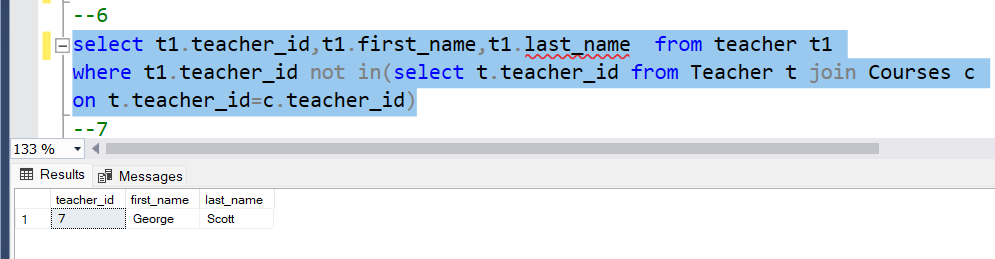 --6
select t1.teacher_id,t1.first_name,t1.last_name  from teacher t1
where t1.teacher_id not in(select t.teacher_id from Teacher t join Courses c
on t.teacher_id=c.teacher_id)
--7
133 %
Results Messages
teacher_id first_name last_name
1 7 George Scott